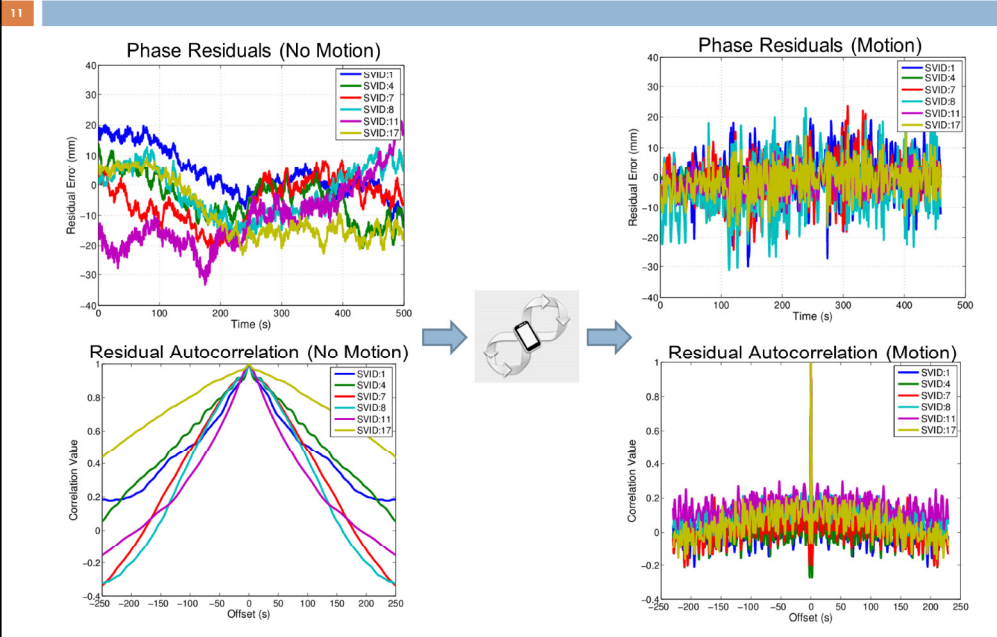 11
Phase Residuals (No Motion)
40
30
20
10
0
−10
−20
−30
−40
Residual Error (mm)
0 100 200 300 400 500
Time (s)
SVID:1
SVID:4
SVID:7
SVID:8
SVID:11
SVID:17
Phase Residuals (Motion)
40
30
20
10
0
−10
−20
−30
−40
Residual Error (mm)
0 100 200 300 400 500
Time (s)
SVID:1
SVID:4
SVID:7
SVID:8
SVID:11
SVID:17
Residual Autocorrelation (No Motion)
0.8
0.6
0.4
0.2
0
−0.2
−0.4
Correlation Value
−250 −200 −150 −100 −50 0 50 100 150 200 250
Offset (s)
SVID:1
SVID:4
SVID:7
SVID:8
SVID:11
SVID:17
Residual Autocorrelation (Motion)
1
0.8
0.6
0.4
0.2
0
−0.2
−0.4
Correlation Value
−250 −200 −150 −100 −50 0 50 100 150 200 250
Offset (s)
SVID:1
SVID:4
SVID:7
SVID:8
SVID:11
SVID:17